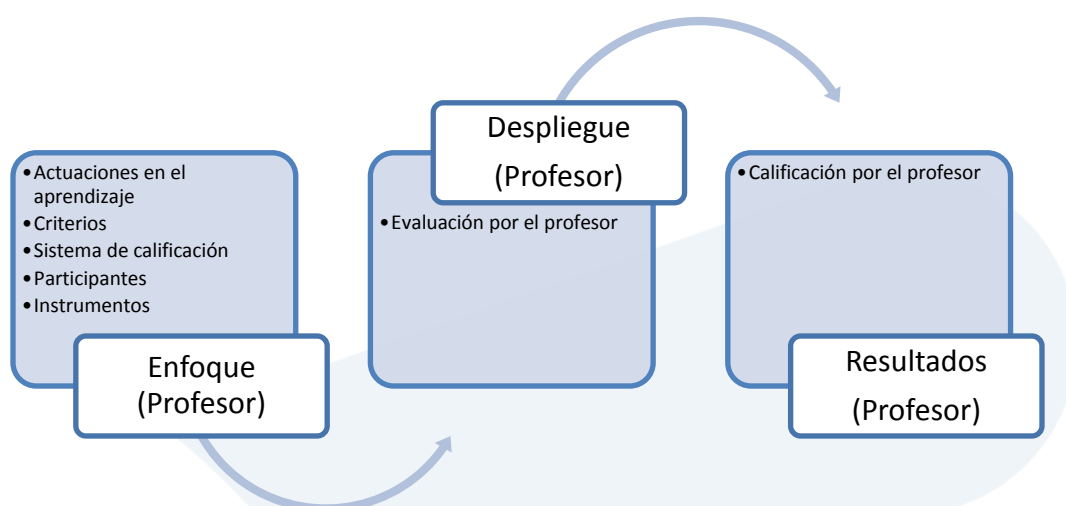 •Actuaciones en el
aprendizaje
•Criterios
•Sistema de calificación
•Participantes
•Instrumentos
Enfoque
(Profesor)
Despliegue
(Profesor)
•Evaluación por el profesor
•Calificación por el profesor
Resultados
(Profesor)